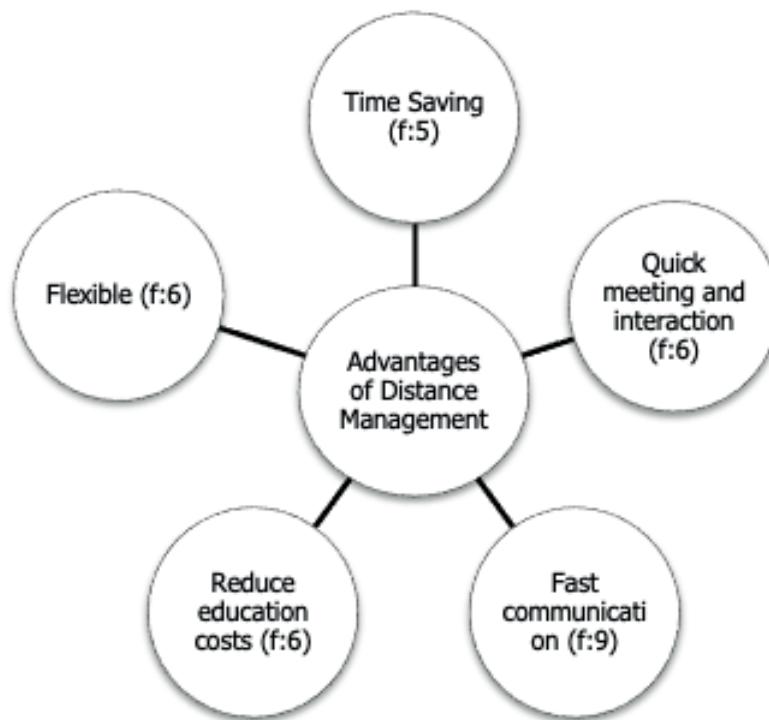 Time Saving
(f:5)
Quick
meeting and
interaction
(f:6)
Flexible (f:6)
Advantages
of Distance
Management
Reduce
education
costs (f:6)
Fast
communicati
on (f:9)